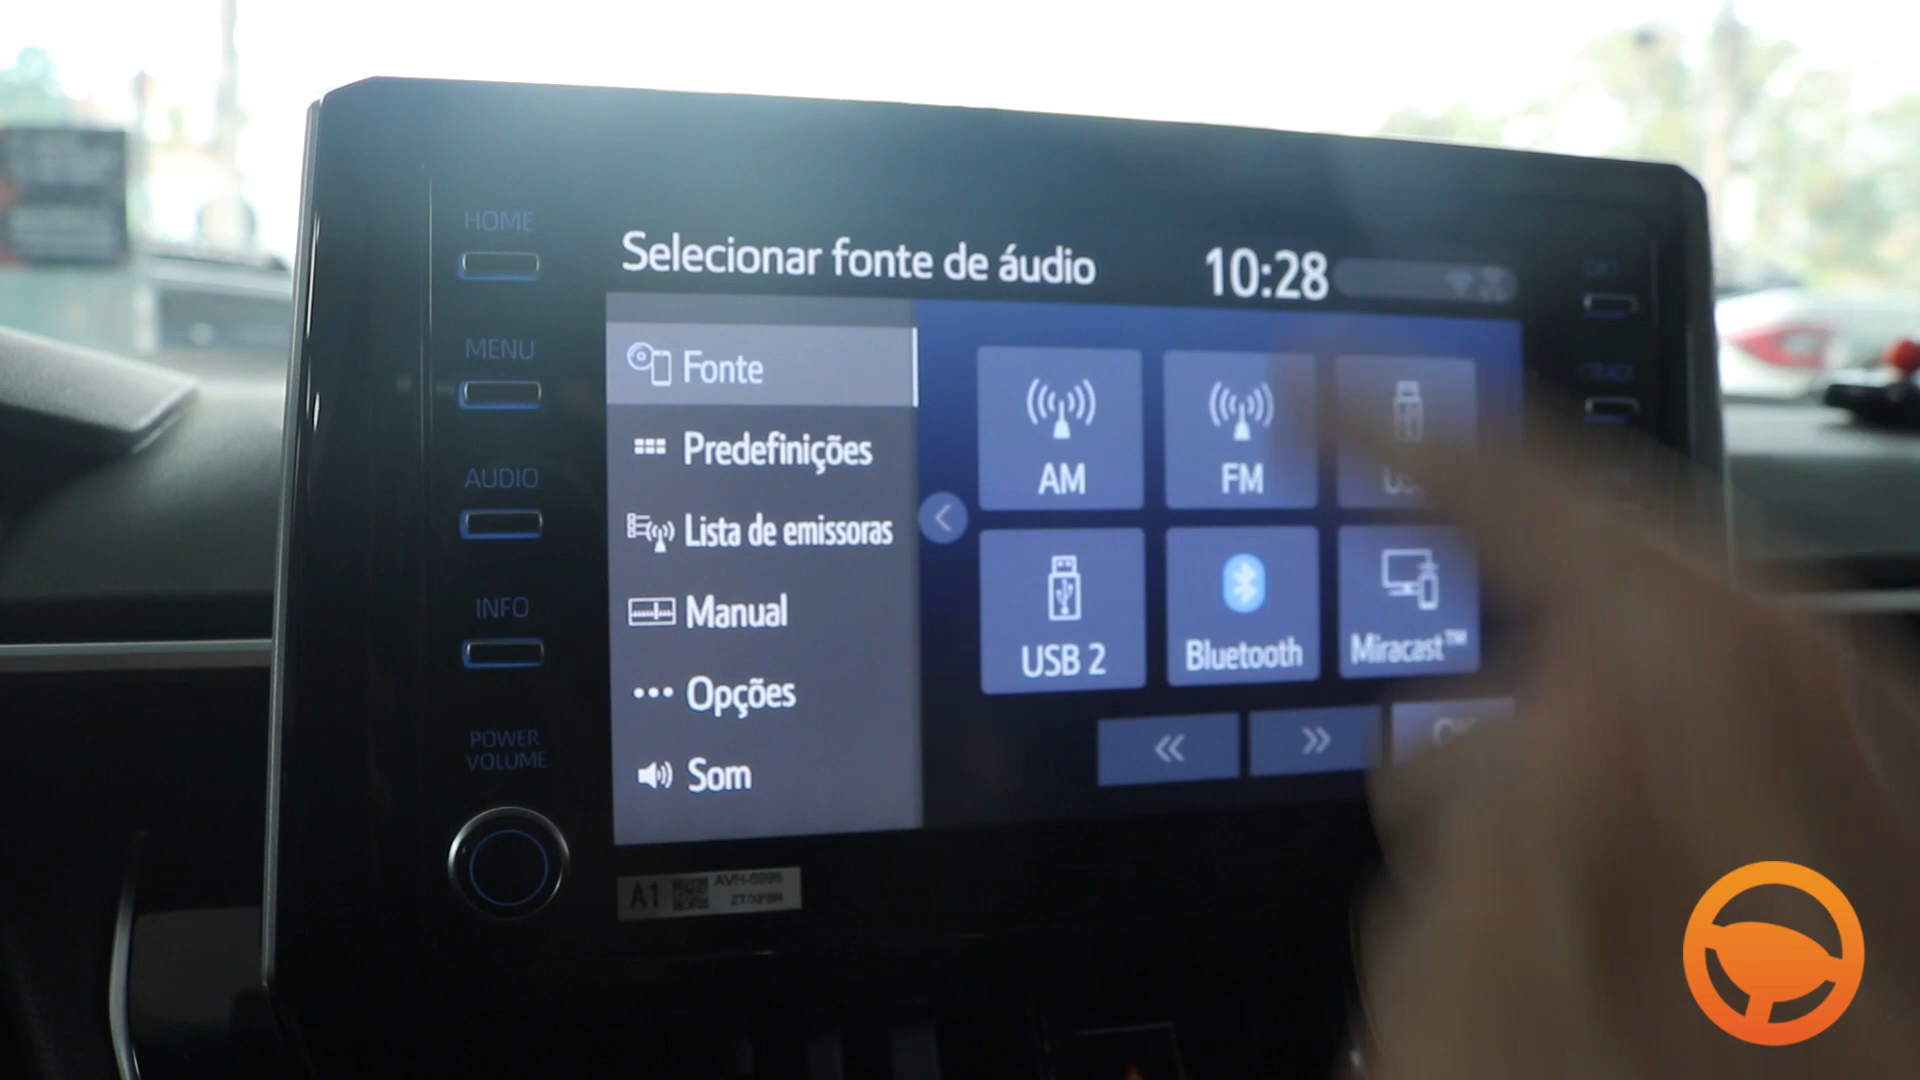 HOME
Selecionar fonte de áudio
10:28
MENU
Fonte
AM
FM
Predefinições
AUDIO
Lista de emissoras
INFO
Manual
USB 2
Bluetooth
Miracast™
Opções
POWER
VOLUME
Som
A1